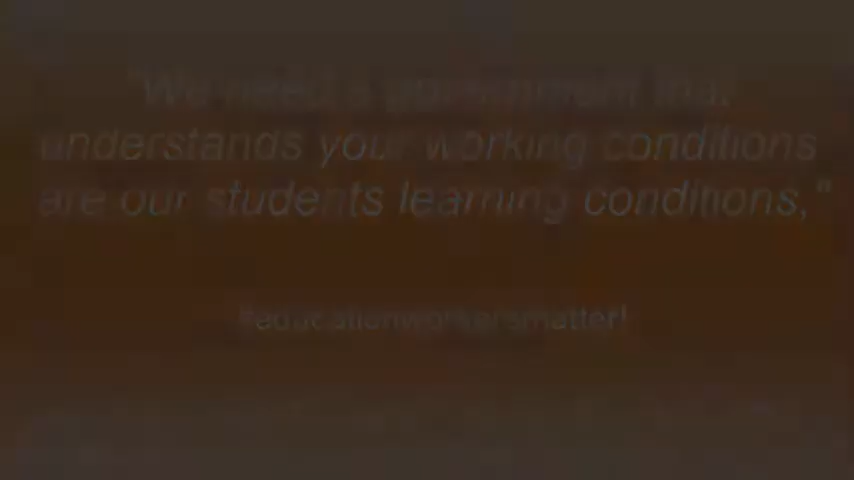 "We need a government that
understands your working conditions
are our students learning conditions,"
#educationworkersmatter!